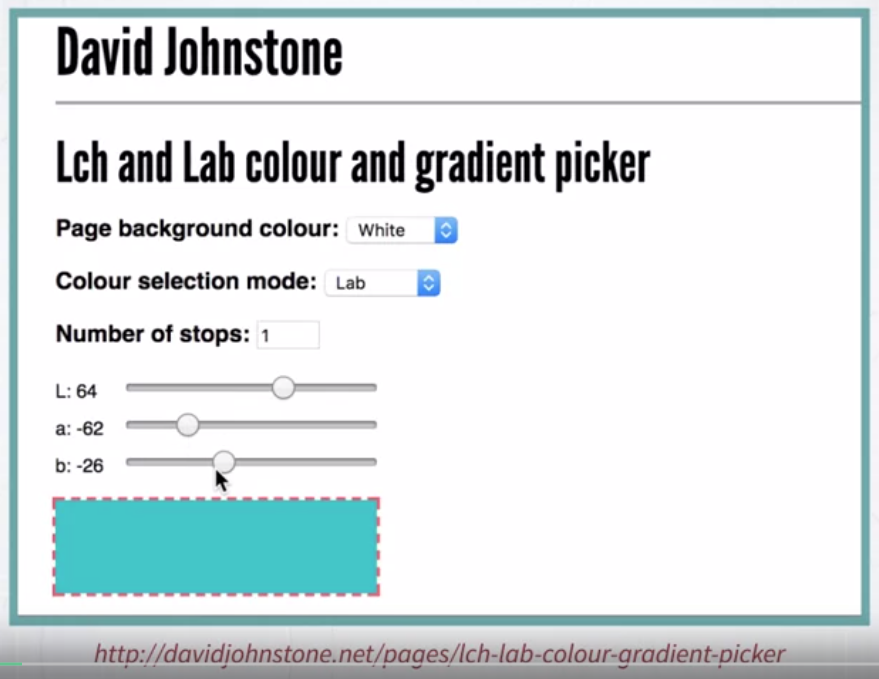 David Johnstone
Lch and Lab colour and gradient picker
Page background colour: White
Colour selection mode: Lab
Number of stops: 1
L: 64
a: -62
b: -26
http://davidjohnstone.net/pages/lch-lab-colour-gradient-picker